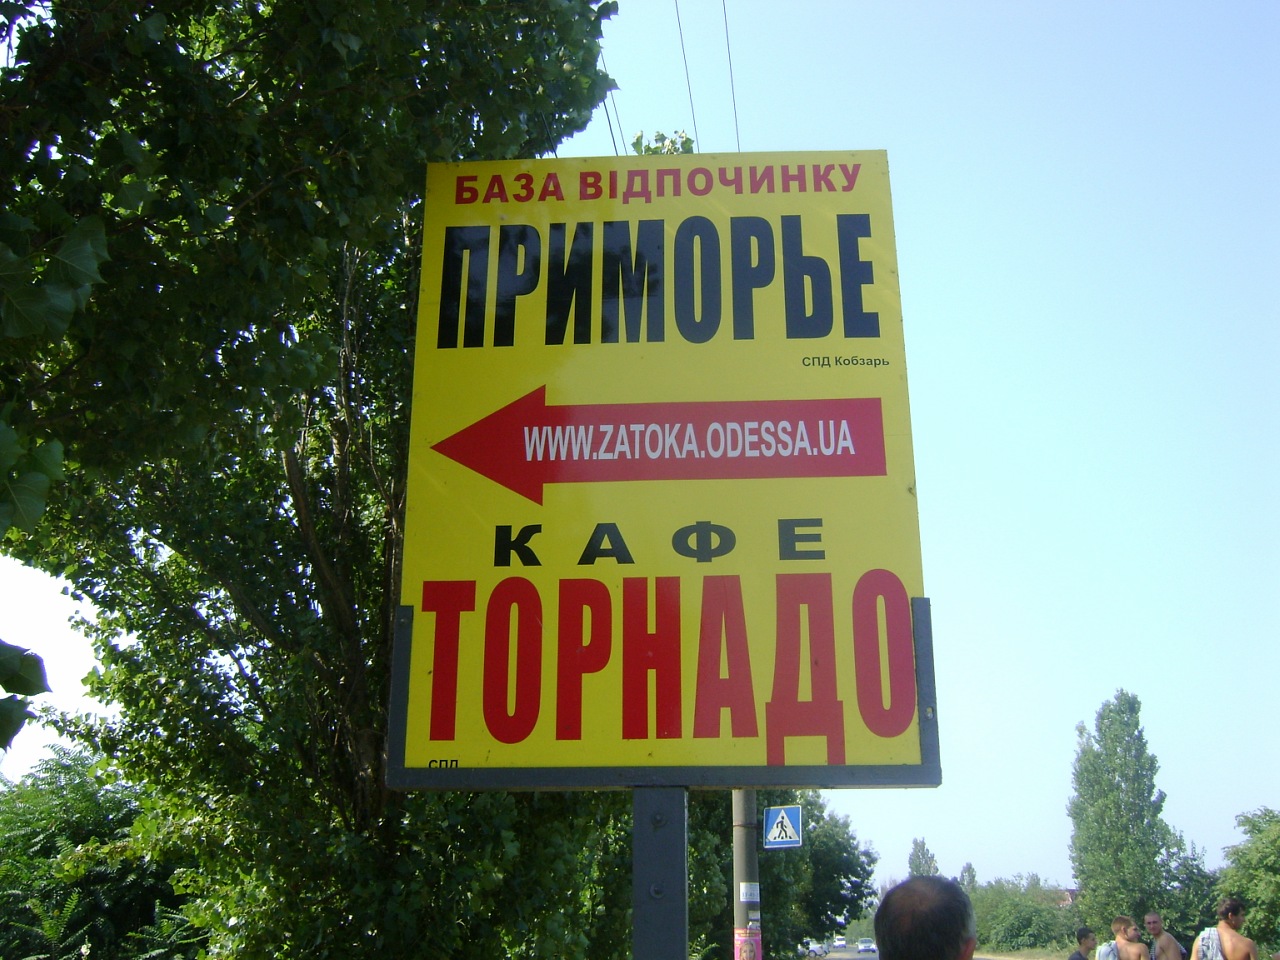 БАЗА ВІДПОЧИНКУ
ПРИМОРЬЕ
СПД Кобзарь
WWW.ZATOKA.ODESSA.UA
КАФЕ
ТОРНАДО
СПД